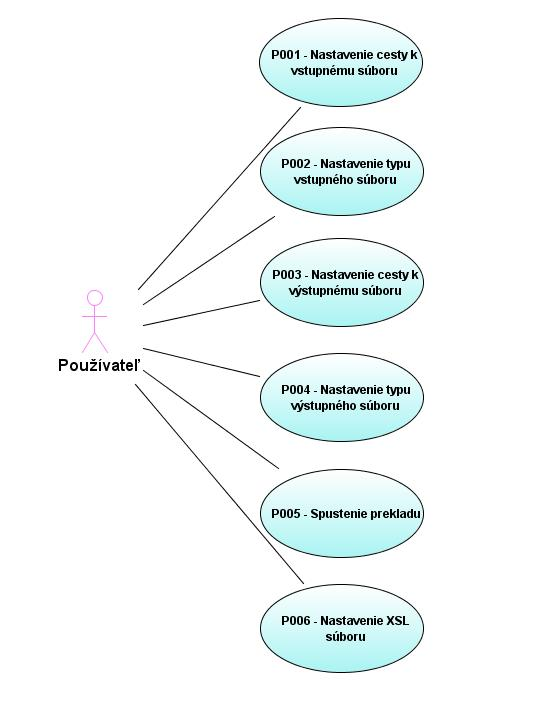 P001 - Nastavenie cesty k
vstupnému súboru
P002 - Nastavenie typu
vstupného súboru
P003 - Nastavenie cesty k
výstupnému súboru
Používateľ
P004 - Nastavenie typu
výstupného súboru
P005 - Spustenie prekladu
P006 - Nastavenie XSL
súboru